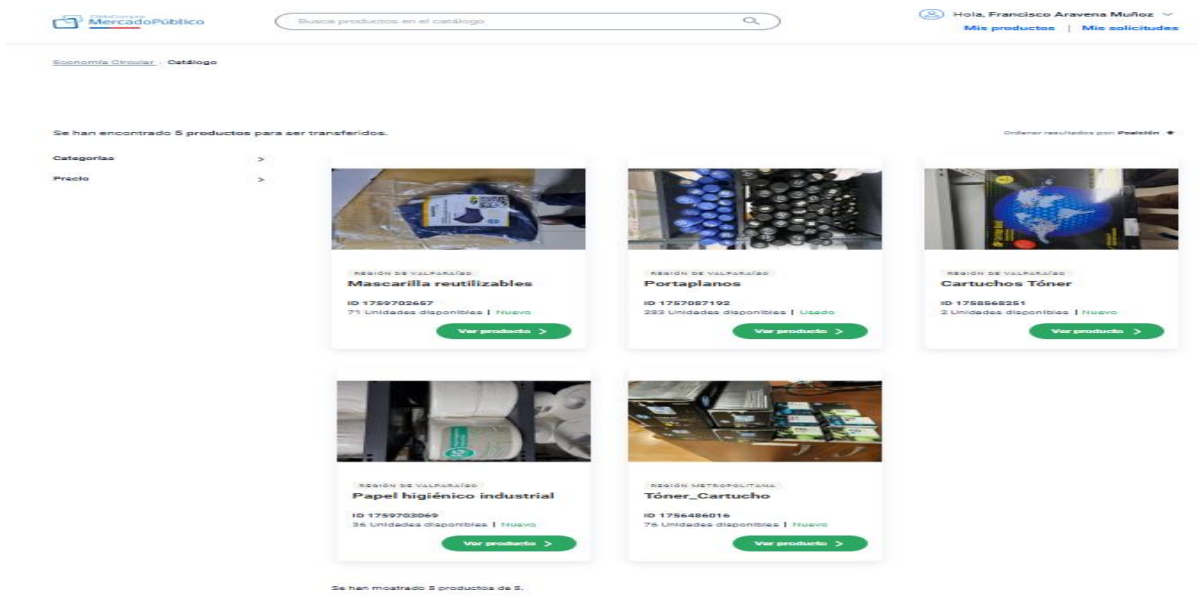 ChileCompra
MercadoPúblico
Busca productos en el catálogo
Hola, Francisco Aravena Muñoz
Mis productos | Mis solicitudes
Economía Circular / Catálogo
Se han encontrado 5 productos para ser transferidos.
Ordenar resultados por: Posición
Categorías >
Precio >
REGIÓN DE VALPARAÍSO
Mascarilla reutilizables
ID 1759702657
71 Unidades disponibles | Nuevo
Ver producto >
REGIÓN DE VALPARAÍSO
Portaplanos
ID 1757087192
283 Unidades disponibles | Usado
Ver producto >
REGIÓN DE VALPARAÍSO
Cartuchos Tóner
ID 1758568251
2 Unidades disponibles | Nuevo
Ver producto >
REGIÓN DE VALPARAÍSO
Papel higiénico industrial
ID 1759703069
36 Unidades disponibles | Nuevo
Ver producto >
REGIÓN METROPOLITANA
Tóner_Cartucho
ID 1756486016
76 Unidades disponibles | Nuevo
Ver producto >
Se han mostrado 5 productos de 5.